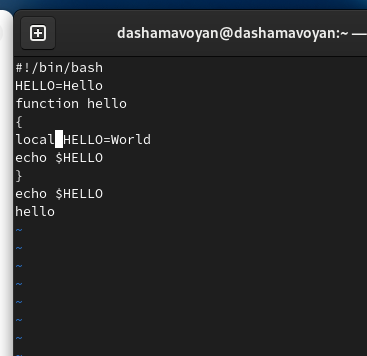 dashamavoyan@dashamavoyan:~ —
#!/bin/bash
HELLO=Hello
function hello
{
local HELLO=World
echo $HELLO
}
echo $HELLO
hello
~
~
~
~
~
~
~
~